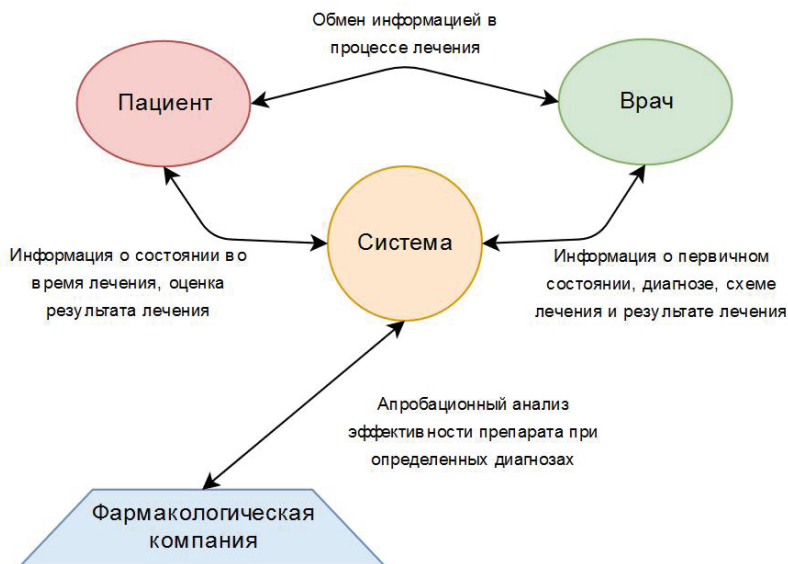 Обмен информацией в
процессе лечения
Пациент
Врач
Система
Информация о состоянии во
время лечения, оценка
результата лечения
Информация о первичном
состоянии, диагнозе, схеме
лечения и результате лечения
Апробационный анализ
эффективности препарата при
определенных диагнозах
Фармакологическая
компания